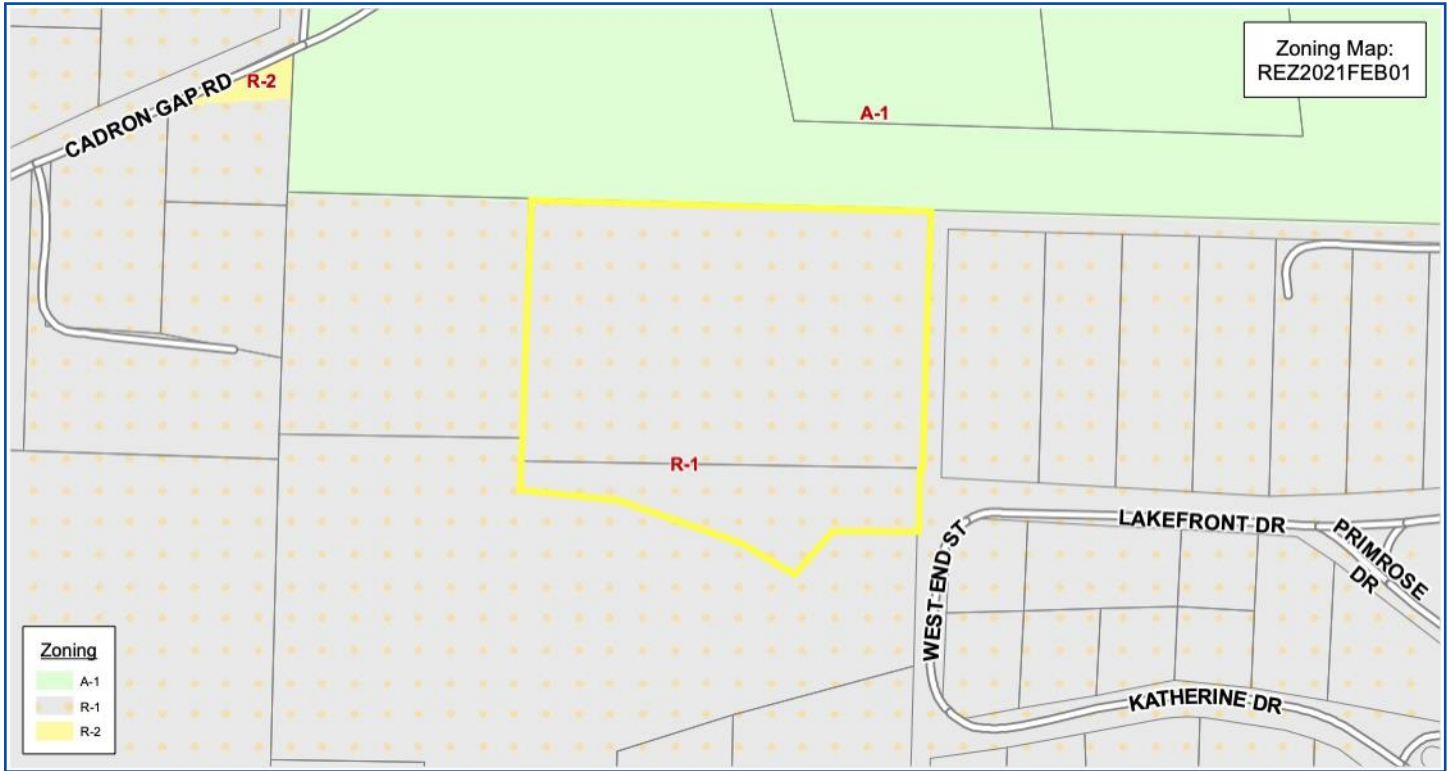 Zoning Map:
REZ2021FEB01
R-2
CADRON GAP RD
A-1
R-1
LAKEFRONT DR
PRIMROSE
DR
WEST END ST
KATHERINE DR
Zoning
A-1
R-1
R-2